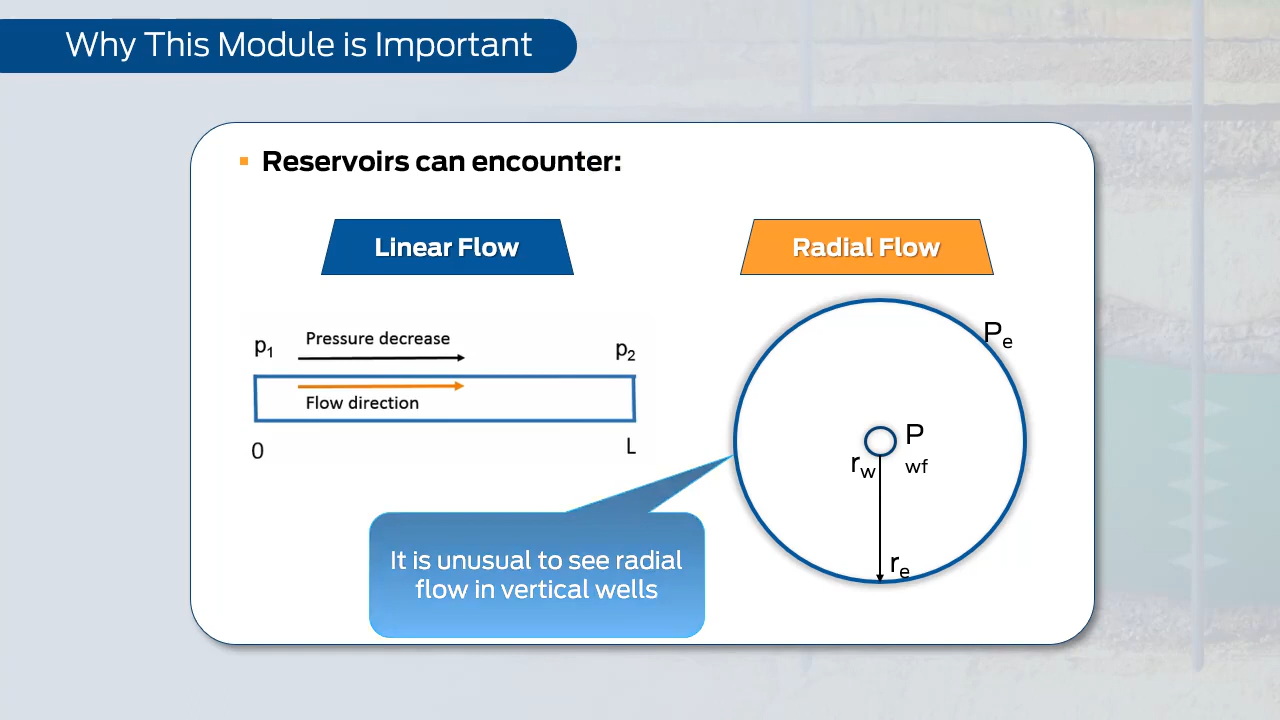 Why This Module is Important
Reservoirs can encounter:
Linear Flow
Radial Flow
p1
Pressure decrease
p2
Flow direction
0
L
Pe
P
wf
rw
re
It is unusual to see radial
flow in vertical wells